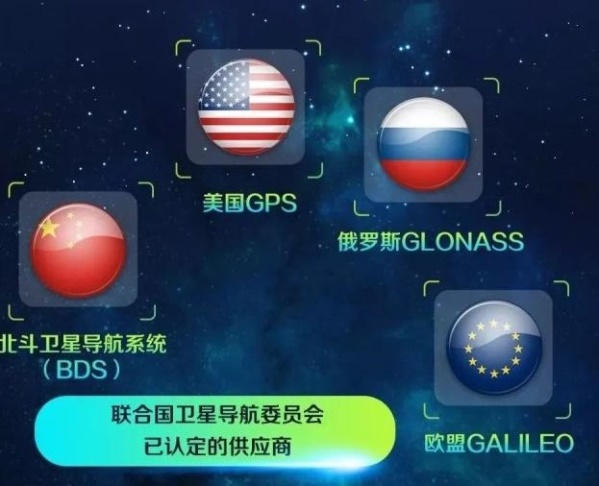 美国GPS
俄罗斯GLONASS
北斗卫星导航系统
（BDS）
欧盟GALILEO
联合国卫星导航委员会
已认定的供应商